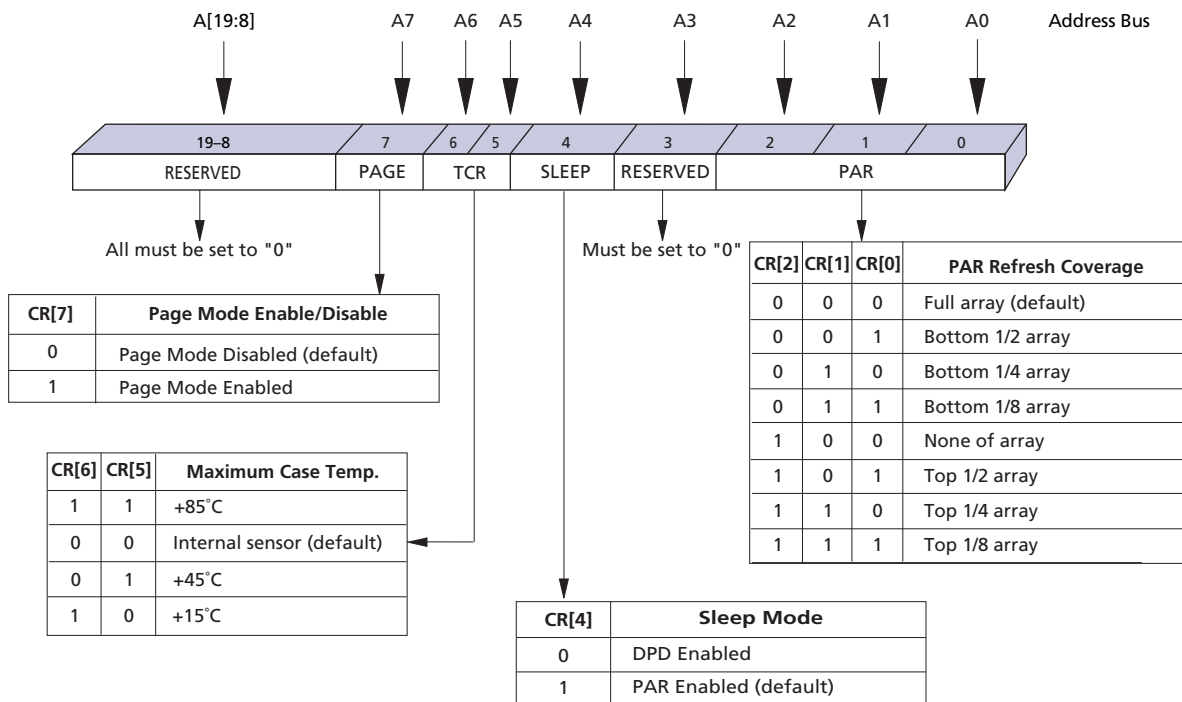 A[19:8] A7 A6 A5 A4 A3 A2 A1 A0 Address Bus
19–8 7 6 5 4 3 2 1 0
RESERVED PAGE TCR SLEEP RESERVED PAR
All must be set to "0"
Must be set to "0"
CR[7] Page Mode Enable/Disable
0 Page Mode Disabled (default)
1 Page Mode Enabled
CR[2] CR[1] CR[0] PAR Refresh Coverage
0 0 0 Full array (default)
0 0 1 Bottom 1/2 array
0 1 0 Bottom 1/4 array
0 1 1 Bottom 1/8 array
1 0 0 None of array
1 0 1 Top 1/2 array
1 1 0 Top 1/4 array
1 1 1 Top 1/8 array
CR[6] CR[5] Maximum Case Temp.
1 1 +85˚C
0 0 Internal sensor (default)
0 1 +45˚C
1 0 +15˚C
CR[4] Sleep Mode
0 DPD Enabled
1 PAR Enabled (default)